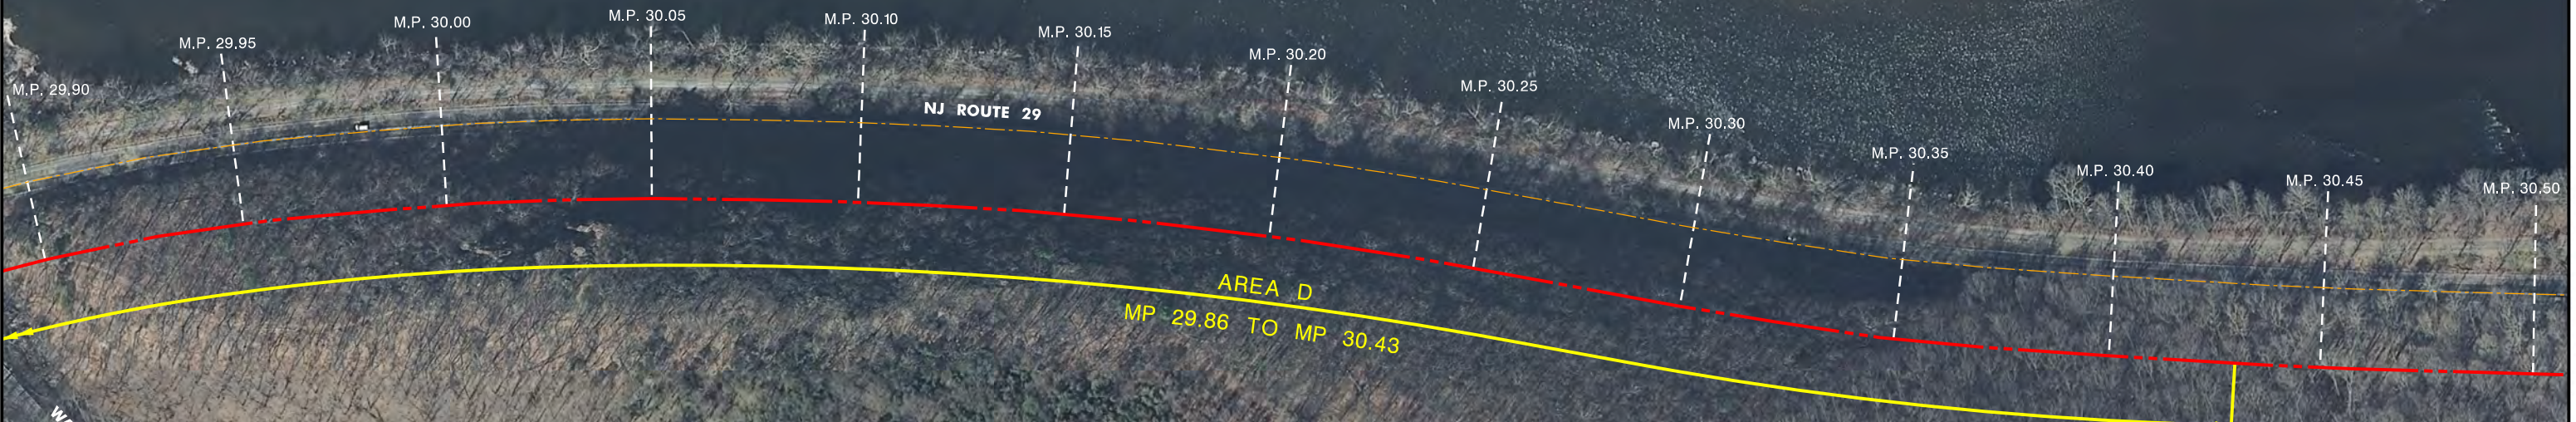 M.P. 29.90
M.P. 29.95
M.P. 30.00
M.P. 30.05
M.P. 30.10
M.P. 30.15
M.P. 30.20
M.P. 30.25
M.P. 30.30
M.P. 30.35
M.P. 30.40
M.P. 30.45
M.P. 30.50
NJ ROUTE 29
AREA D
MP 29.86 TO MP 30.43